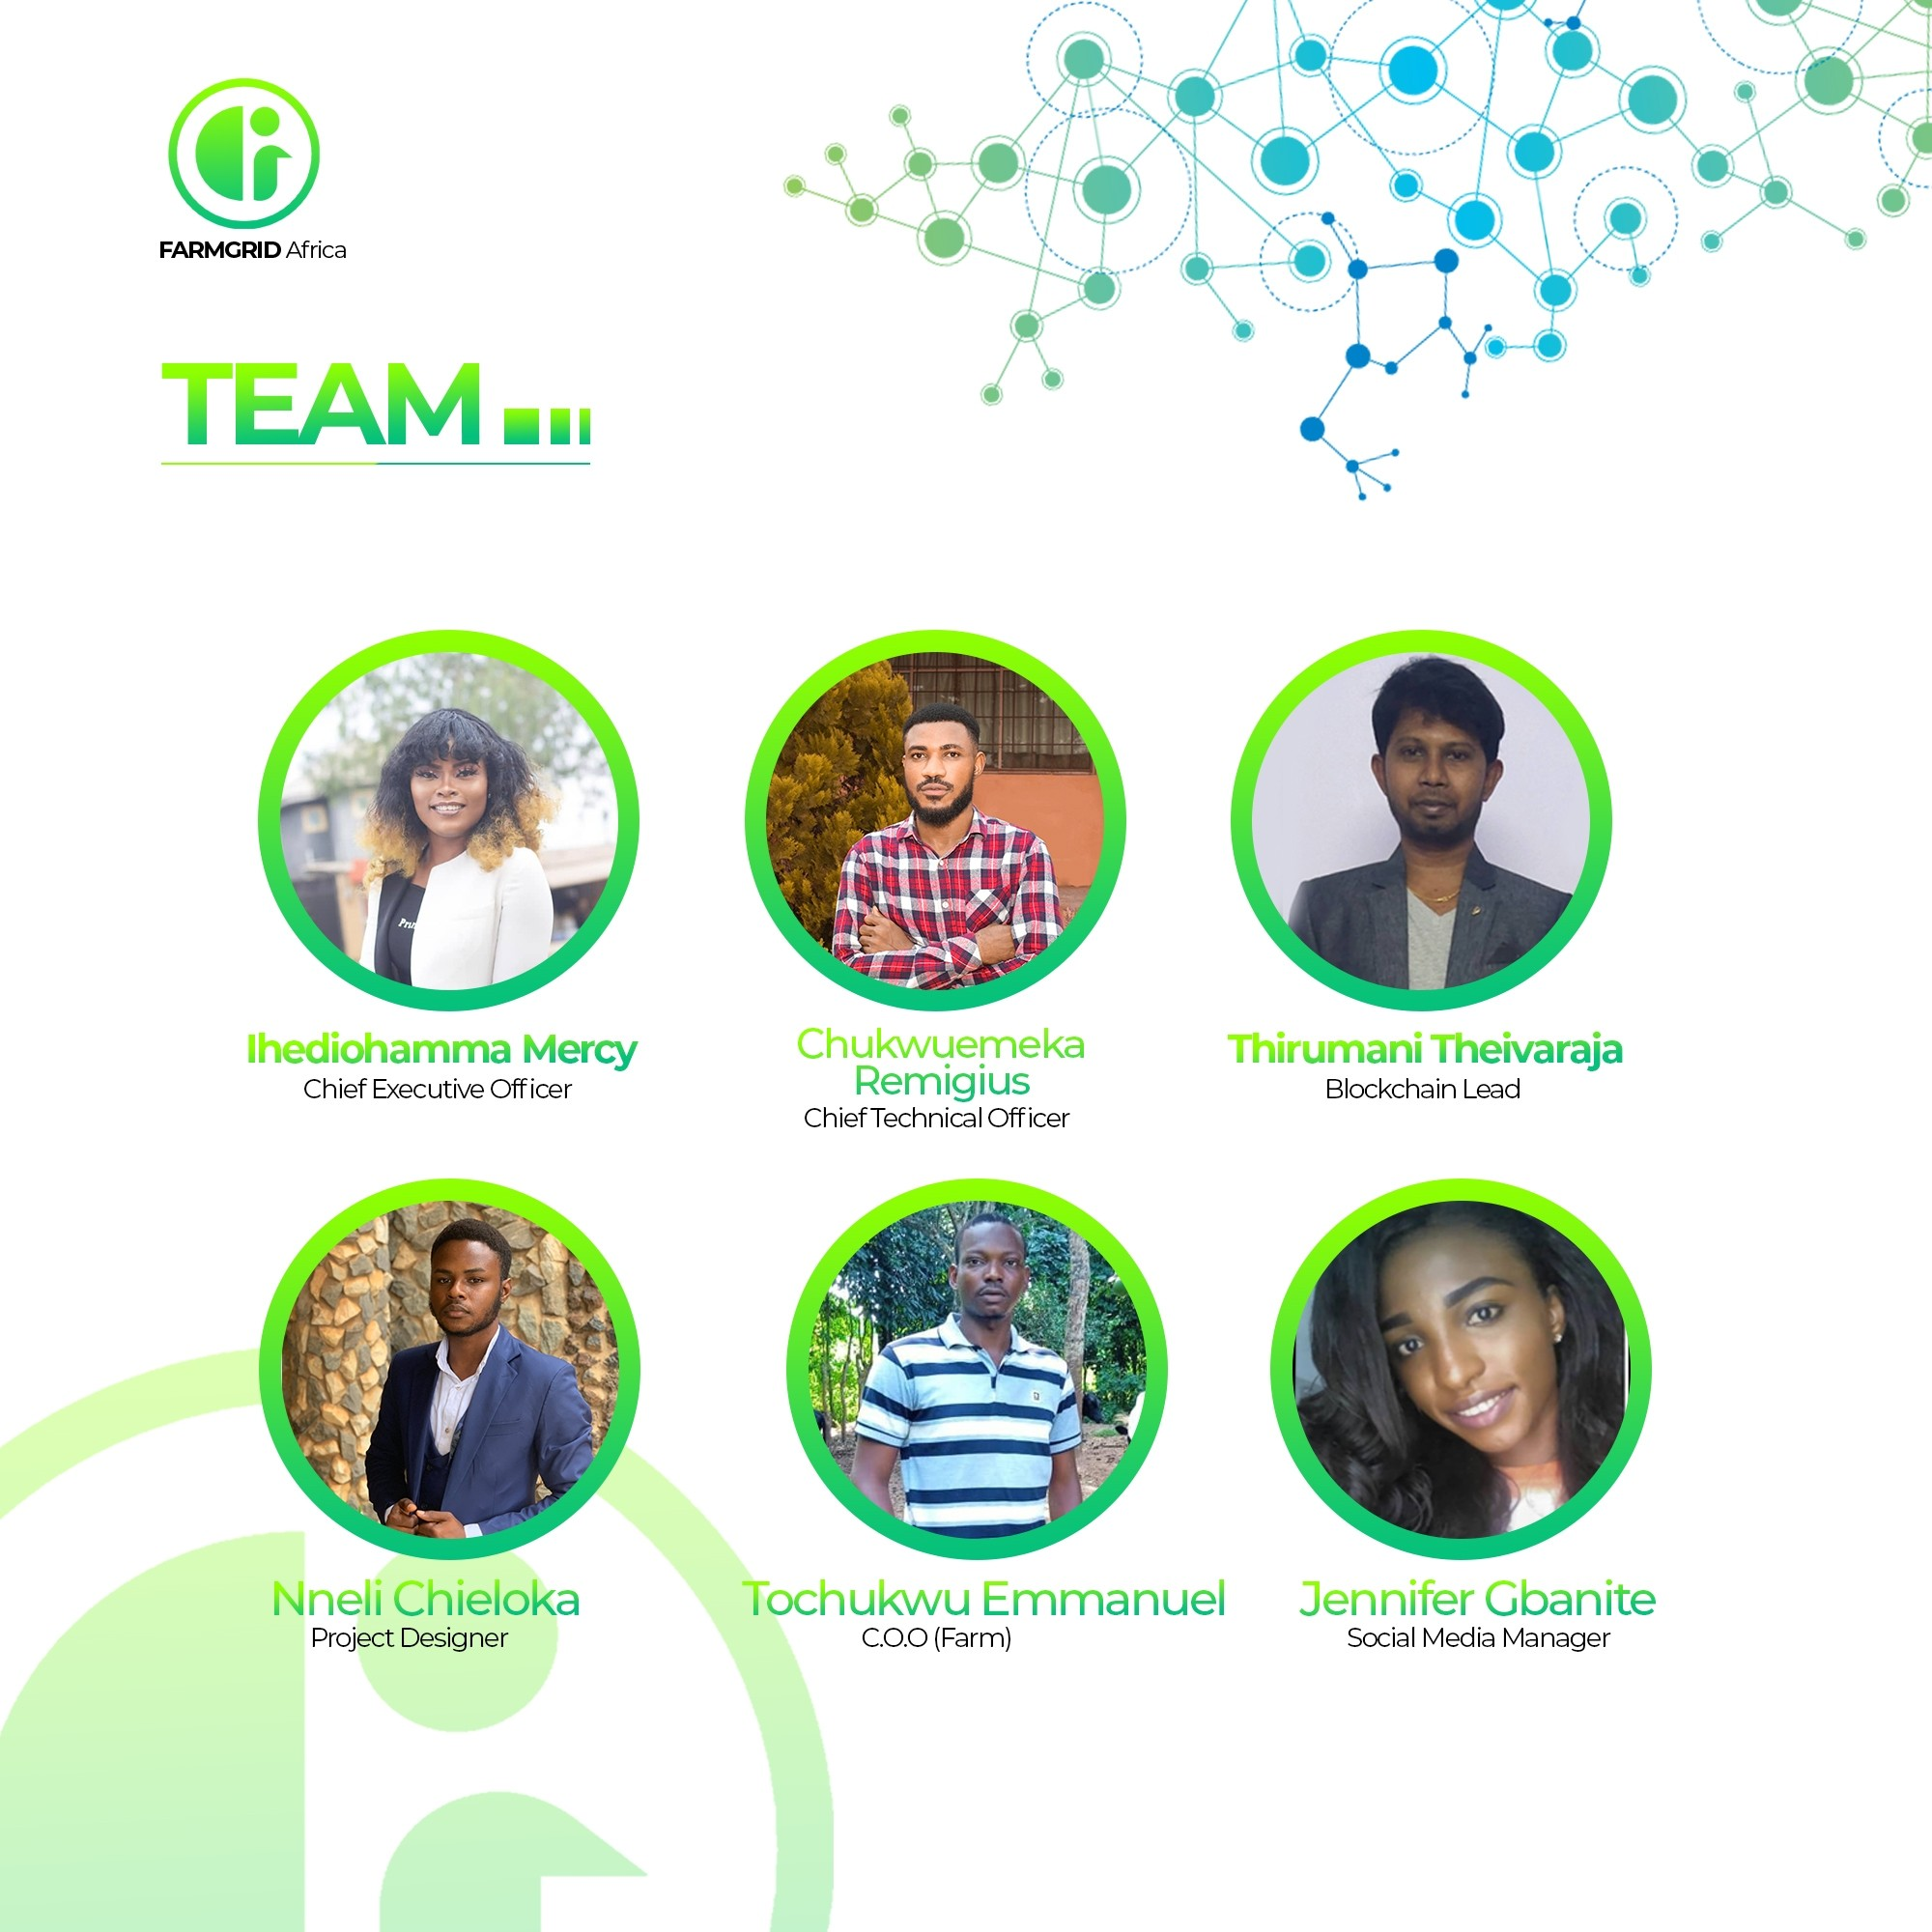 FARMGRID Africa
TEAM
Ihediohamma Mercy
Chief Executive Officer
Chukwuemeka
Remigius
Chief Technical Officer
Thirumani Theivaraja
Blockchain Lead
Nneli Chieloka
Project Designer
Tochukwu Emmanuel
C.O.O (Farm)
Jennifer Gbanite
Social Media Manager